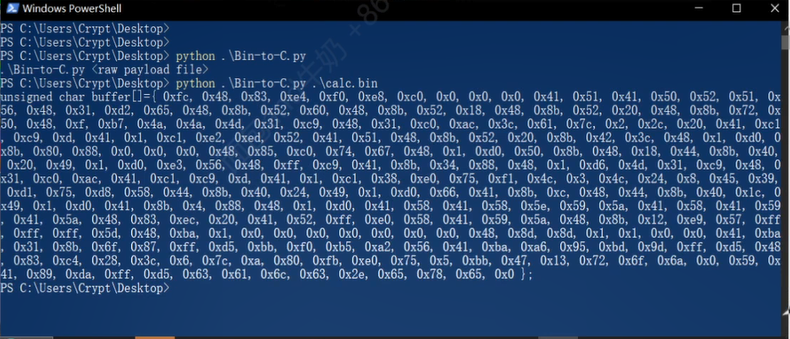 Windows PowerShell
PS C:\Users\Crypt\Desktop>
PS C:\Users\Crypt\Desktop>
PS C:\Users\Crypt\Desktop> python .\Bin-to-C.py
.\Bin-to-C.py <raw payload file>
PS C:\Users\Crypt\Desktop> python .\Bin-to-C.py .\calc.bin
unsigned char buffer[]={ 0xfc, 0x48, 0x83, 0xe4, 0xf0, 0xe8, 0xc0, 0x0, 0x0, 0x0, 0x41, 0x51, 0x41, 0x50, 0x52, 0x51, 0x
56, 0x48, 0x31, 0xd2, 0x65, 0x48, 0x8b, 0x52, 0x60, 0x48, 0x8b, 0x52, 0x18, 0x48, 0x8b, 0x52, 0x20, 0x48, 0x8b, 0x72, 0x
50, 0x48, 0xf, 0xb7, 0x4a, 0x4a, 0x4d, 0x31, 0xc9, 0x48, 0x31, 0xc0, 0xac, 0x3c, 0x61, 0x7c, 0x2, 0x2c, 0x20, 0x41, 0xc1
, 0xc9, 0xd, 0x41, 0x1, 0xc1, 0xe2, 0xed, 0x52, 0x41, 0x51, 0x48, 0x8b, 0x52, 0x20, 0x8b, 0x42, 0x3c, 0x48, 0x1, 0xd0, 0
x8b, 0x80, 0x88, 0x0, 0x0, 0x0, 0x48, 0x85, 0xc0, 0x74, 0x67, 0x48, 0x1, 0xd0, 0x50, 0x8b, 0x48, 0x18, 0x44, 0x8b, 0x40,
0x20, 0x49, 0x1, 0xd0, 0xe3, 0x56, 0x48, 0xff, 0xc9, 0x41, 0x8b, 0x34, 0x88, 0x48, 0x1, 0xd6, 0x4d, 0x31, 0xc9, 0x48, 0
x31, 0xc0, 0xac, 0x41, 0xc1, 0xc9, 0xd, 0x41, 0x1, 0xc1, 0x38, 0xe0, 0x75, 0xf1, 0x4c, 0x3, 0x4c, 0x24, 0x8, 0x45, 0x39,
0xd1, 0x75, 0xd8, 0x58, 0x44, 0x8b, 0x40, 0x24, 0x49, 0x1, 0xd0, 0x66, 0x41, 0x8b, 0xc, 0x48, 0x44, 0x8b, 0x40, 0x1c, 0
x49, 0x1, 0xd0, 0x41, 0x8b, 0x4, 0x88, 0x48, 0x1, 0xd0, 0x41, 0x58, 0x41, 0x58, 0x5e, 0x59, 0x5a, 0x41, 0x58, 0x41, 0x59
, 0x41, 0x5a, 0x48, 0x83, 0xec, 0x20, 0x41, 0x52, 0xff, 0xe0, 0x58, 0x41, 0x59, 0x5a, 0x48, 0x8b, 0x12, 0xe9, 0x57, 0xff
, 0xff, 0xff, 0x5d, 0x48, 0xba, 0x1, 0x0, 0x0, 0x0, 0x0, 0x0, 0x0, 0x0, 0x48, 0x8d, 0x8d, 0x1, 0x1, 0x0, 0x0, 0x41, 0xba
, 0x31, 0x8b, 0x6f, 0x87, 0xff, 0xd5, 0xbb, 0xf0, 0xb5, 0xa2, 0x56, 0x41, 0xba, 0xa6, 0x95, 0xbd, 0x9d, 0xff, 0xd5, 0x48
, 0x83, 0xc4, 0x28, 0x3c, 0x6, 0x7c, 0xa, 0x80, 0xfb, 0xe0, 0x75, 0x5, 0xbb, 0x47, 0x13, 0x72, 0x6f, 0x6a, 0x0, 0x59, 0x
41, 0x89, 0xda, 0xff, 0xd5, 0x63, 0x61, 0x6c, 0x63, 0x2e, 0x65, 0x78, 0x65, 0x0 };
PS C:\Users\Crypt\Desktop>